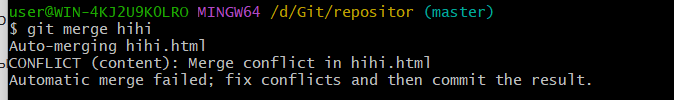 user@WIN-4KJ2U9K0LRO MINGW64 /d/Git/repositor (master)
$ git merge hihi
Auto-merging hihi.html
CONFLICT (content): Merge conflict in hihi.html
Automatic merge failed; fix conflicts and then commit the result.